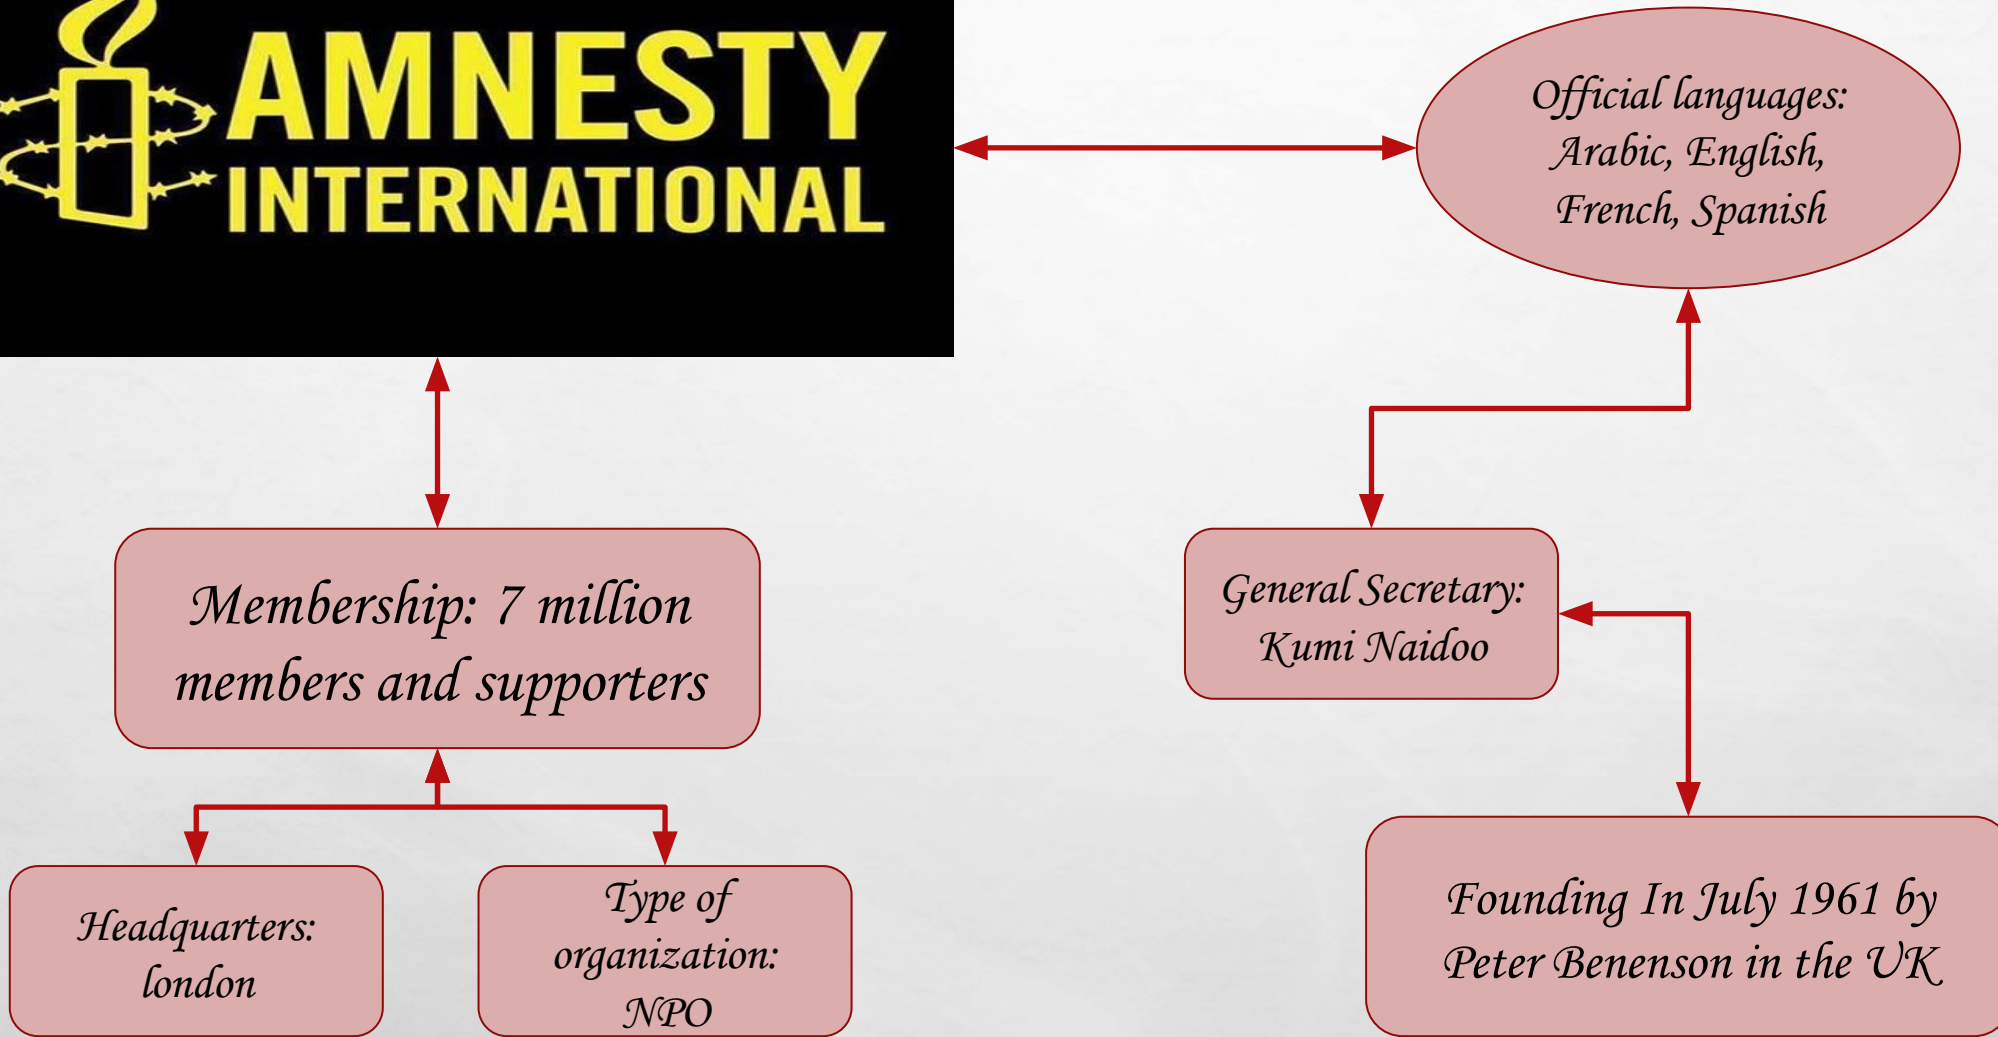 AMNESTY
INTERNATIONAL
Official languages:
Arabic, English,
French, Spanish
Membership: 7 million
members and supporters
General Secretary:
Kumi Naidoo
Headquarters:
london
Type of
organization:
NPO
Founding In July 1961 by
Peter Benenson in the UK